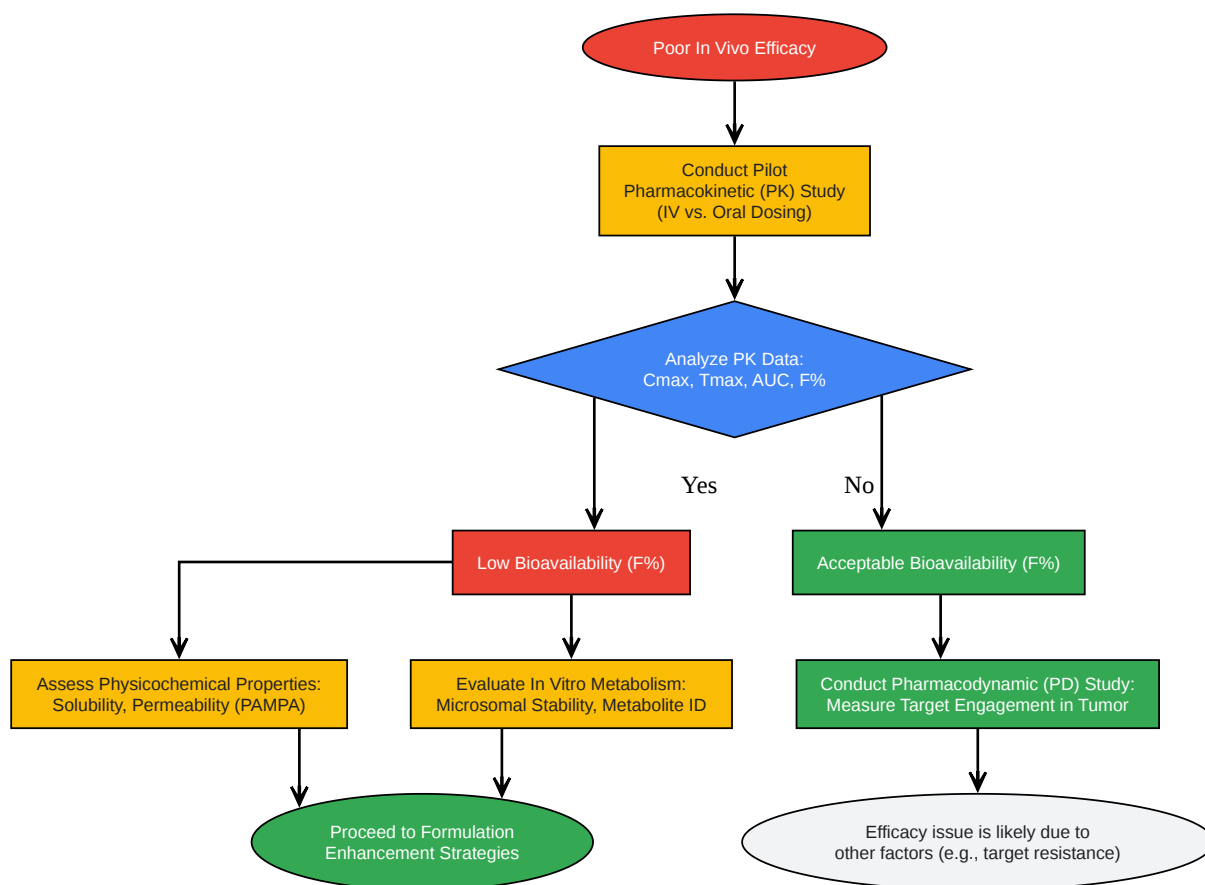 Poor In Vivo Efficacy
Conduct Pilot
Pharmacokinetic (PK) Study
(IV vs. Oral Dosing)
Analyze PK Data:
Cmax, Tmax, AUC, F%
Yes
No
Low Bioavailability (F%)
Acceptable Bioavailability (F%)
Assess Physicochemical Properties:
Solubility, Permeability (PAMPA)
Evaluate In Vitro Metabolism:
Microsomal Stability, Metabolite ID
Conduct Pharmacodynamic (PD) Study:
Measure Target Engagement in Tumor
Proceed to Formulation
Enhancement Strategies
Efficacy issue is likely due to
other factors (e.g., target resistance)